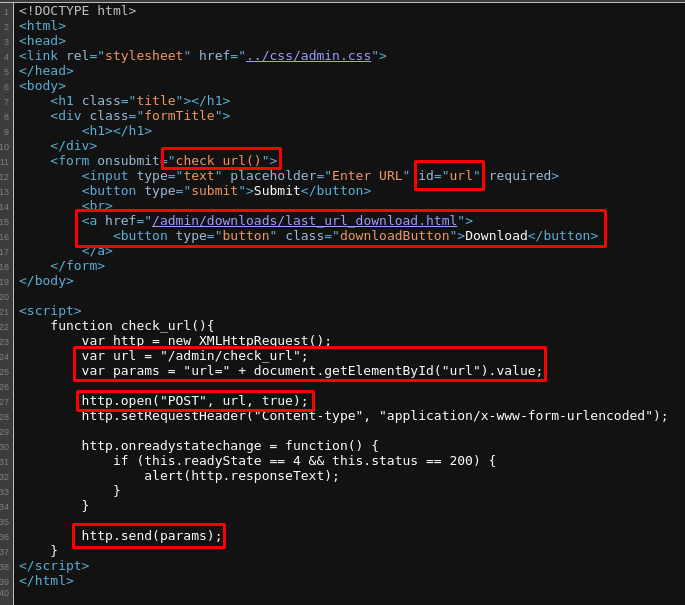 1 <!DOCTYPE html>
2 <html>
3 <head>
4 <link rel="stylesheet" href="../css/admin.css">
5 </head>
6 <body>
7     <h1 class="title"></h1>
8     <div class="formTitle">
9         <h1></h1>
10     </div>
11     <form onsubmit="check_url()">
12         <input type="text" placeholder="Enter URL" id="url" required>
13         <button type="submit">Submit</button>
14         <br>
15         <a href="/admin/downloads/last_url_download.html">
16             <button type="button" class="downloadButton">Download</button>
17         </a>
18     </form>
19 </body>
20
21 <script>
22     function check_url(){
23         var http = new XMLHttpRequest();
24         var url = "/admin/check_url";
25         var params = "url=" + document.getElementById("url").value;
26
27         http.open("POST", url, true);
28         http.setRequestHeader("Content-type", "application/x-www-form-urlencoded");
29
30         http.onreadystatechange = function() {
31             if (this.readyState == 4 && this.status == 200) {
32                 alert(http.responseText);
33             }
34         }
35
36         http.send(params);
37     }
38 </script>
39 </html>
40